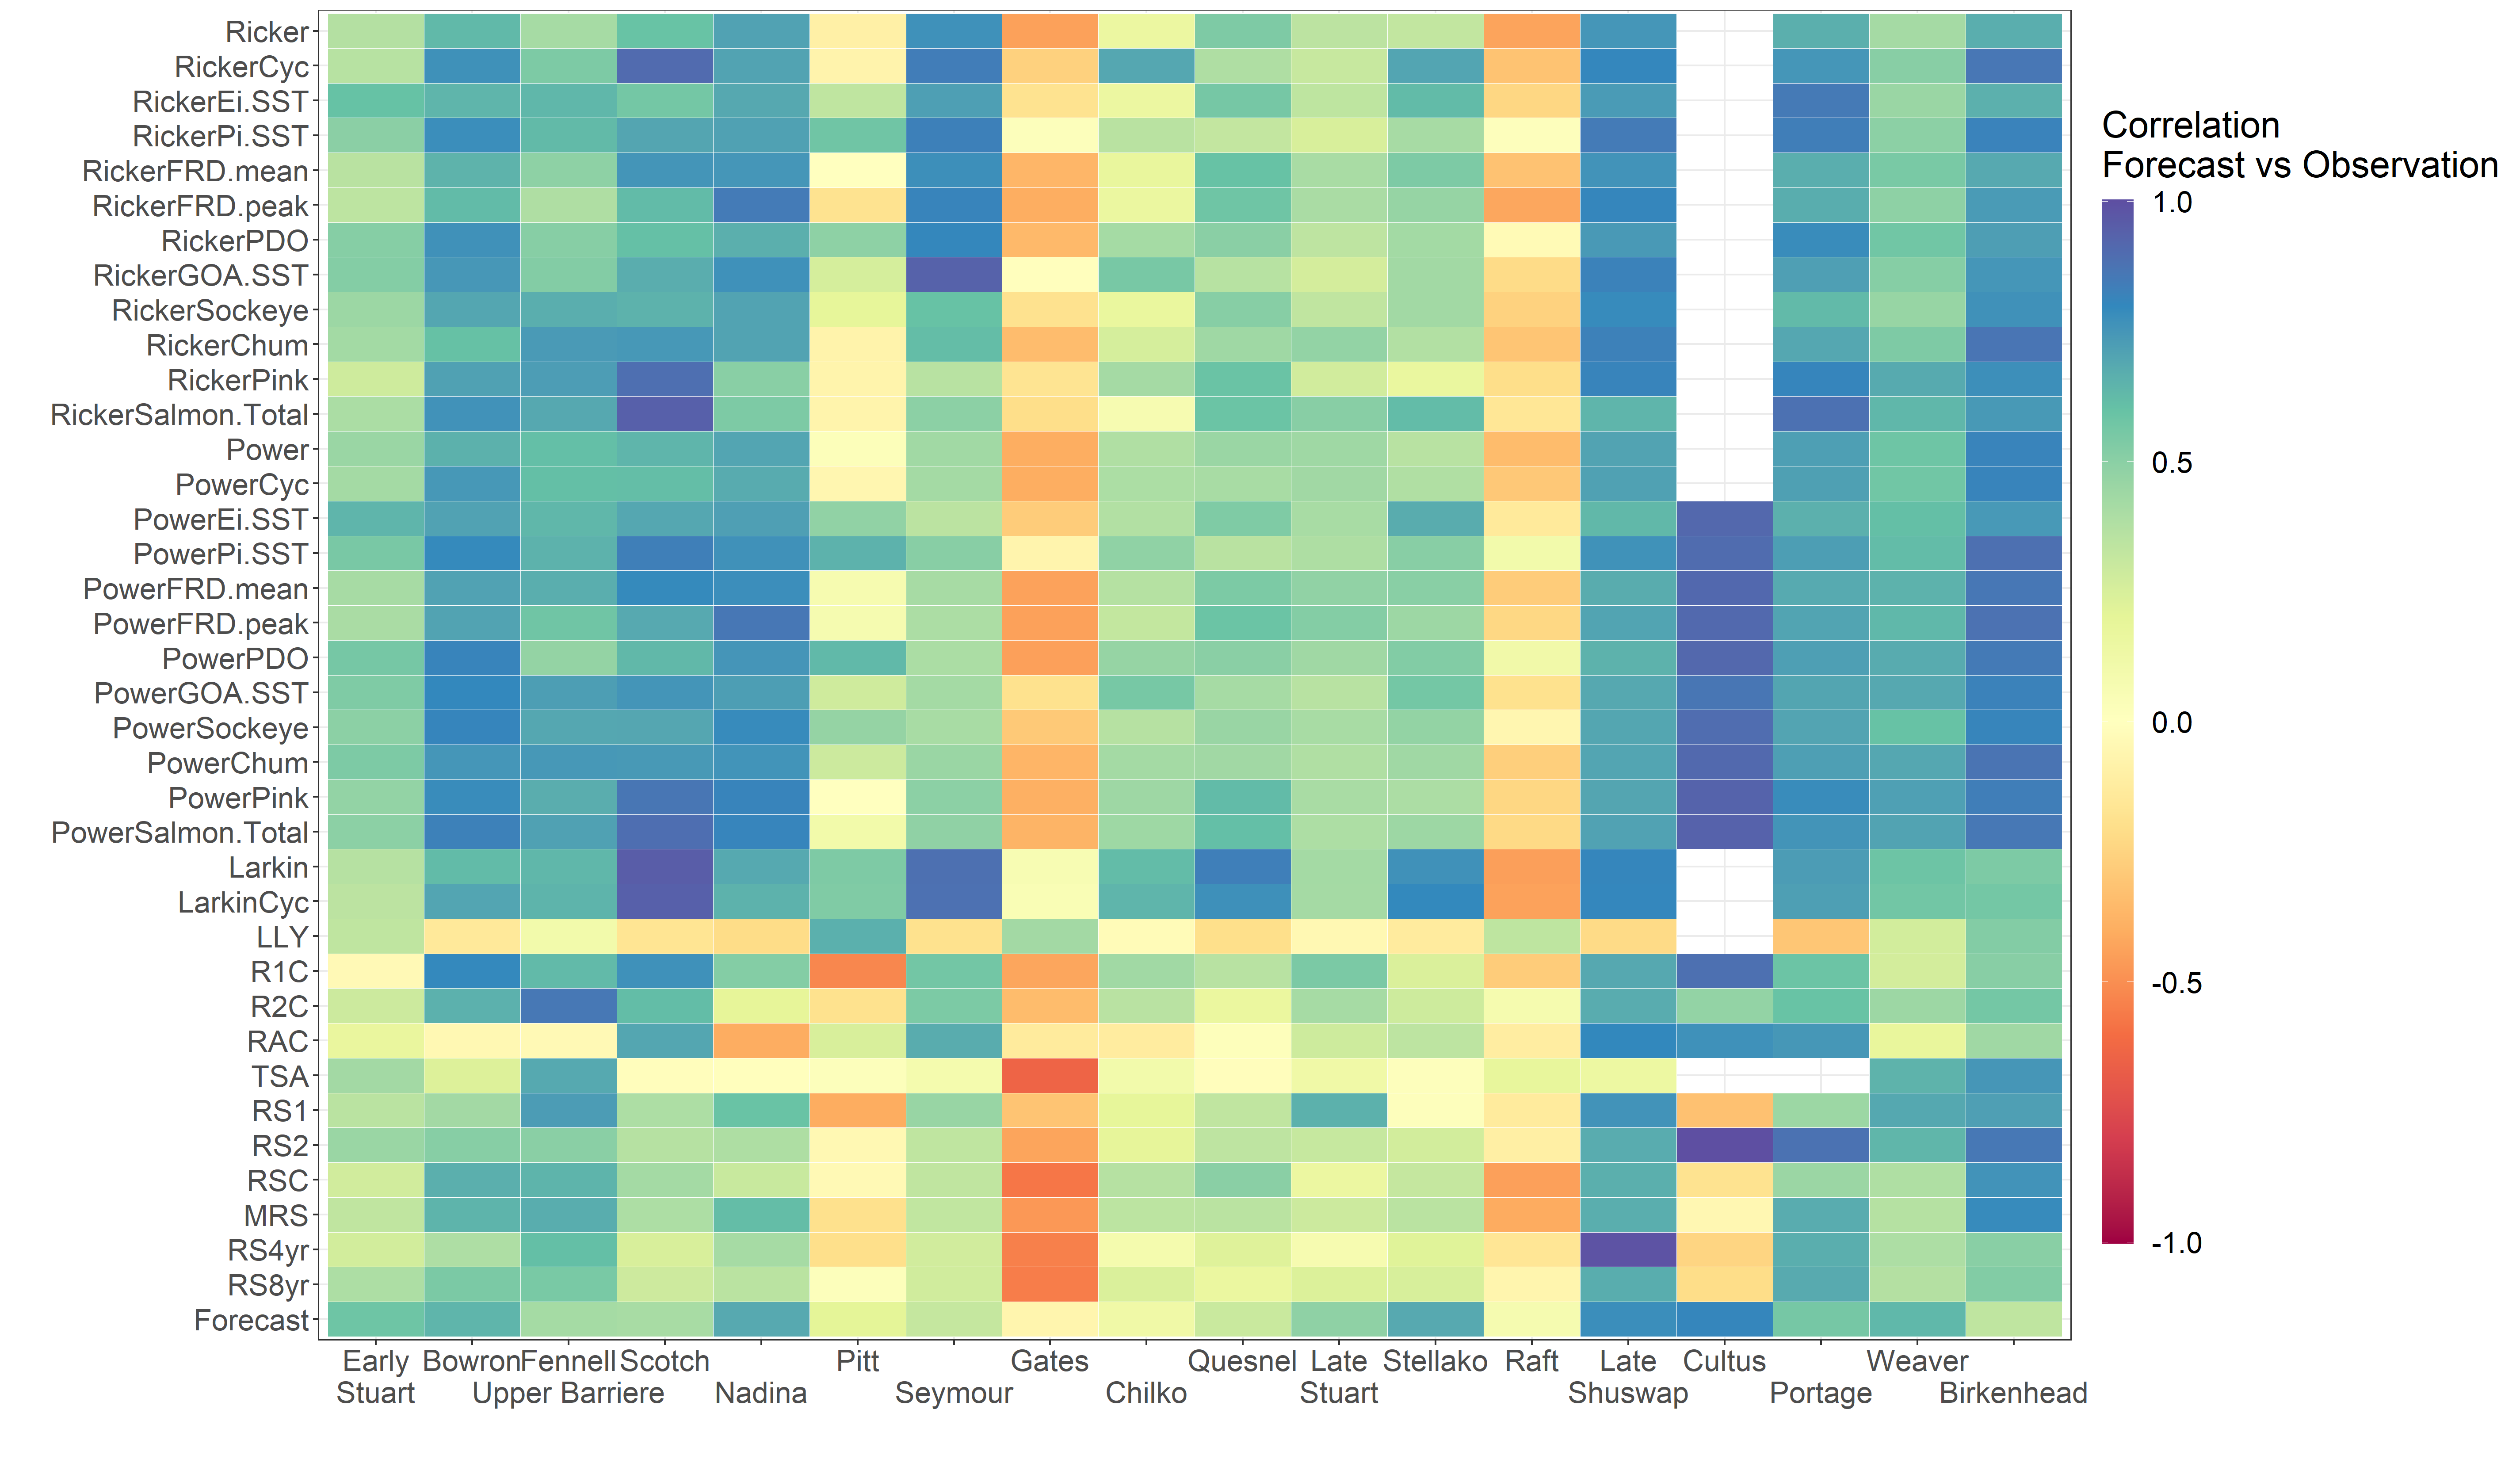 Ricker
RickerCyc
RickerEi.SST
RickerPi.SST
RickerFRD.mean
RickerFRD.peak
RickerPDO
RickerGOA.SST
RickerSockeye
RickerChum
RickerPink
RickerSalmon.Total
Power
PowerCyc
PowerEi.SST
PowerPi.SST
PowerFRD.mean
PowerFRD.peak
PowerPDO
PowerGOA.SST
PowerSockeye
PowerChum
PowerPink
PowerSalmon.Total
Larkin
LarkinCyc
LLY
R1C
R2C
RAC
TSA
RS1
RS2
RSC
MRS
RS4yr
RS8yr
Forecast
Early Bowron Fennell Scotch Pitt Gates Quesnel Late Stellako Raft Late Cultus Weaver
Stuart Upper Barriere Nadina Seymour Chilko Stuart Shuswap Portage Birkenhead
Correlation
Forecast vs Observation
1.0
0.5
0.0
-0.5
-1.0